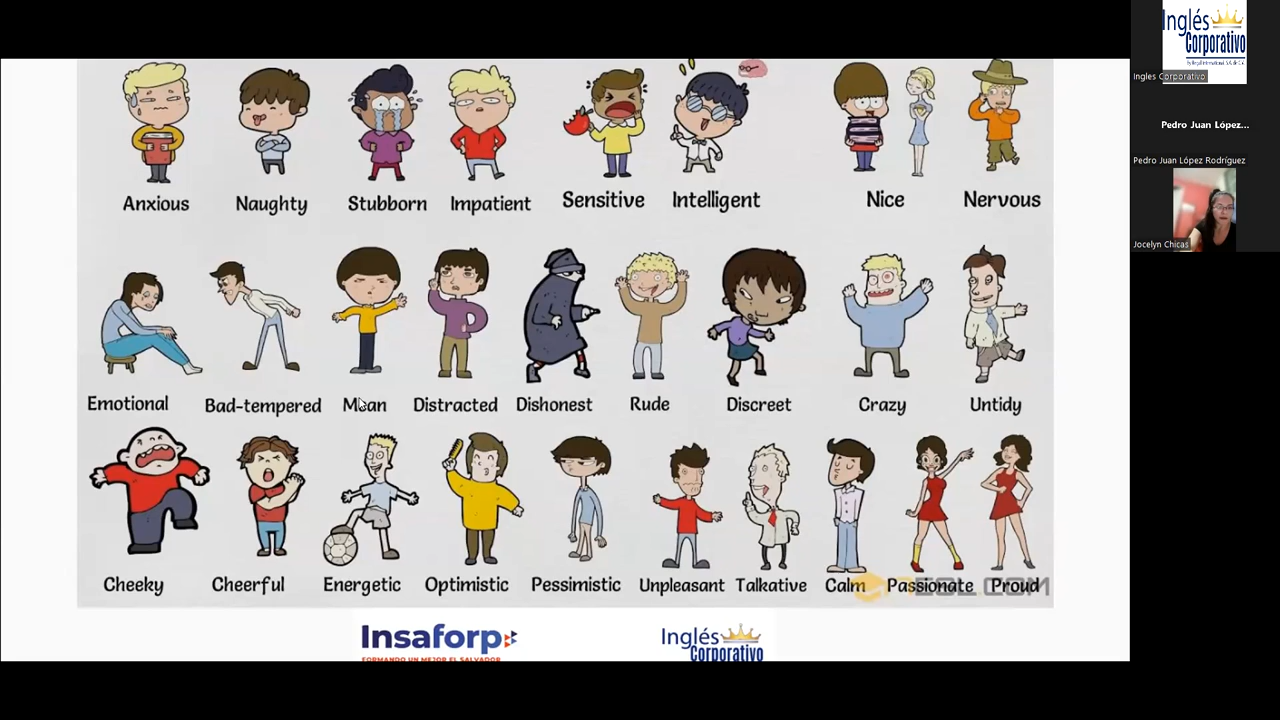 Anxious Naughty Stubborn Impatient Sensitive Intelligent Nice Nervous
Emotional Bad-tempered Mean Distracted Dishonest Rude Discreet Crazy Untidy
Cheeky Cheerful Energetic Optimistic Pessimistic Unpleasant Talkative Calm Passionate Proud
ESOL.COM
Insaforp
FORMANDO UN MEJOR EL SALVADOR
Inglés
Corporativo
Inglés
Corporativo
Ingles Corporativo
Pedro Juan López...
Pedro Juan López Rodríguez
Jocelyn Chicas